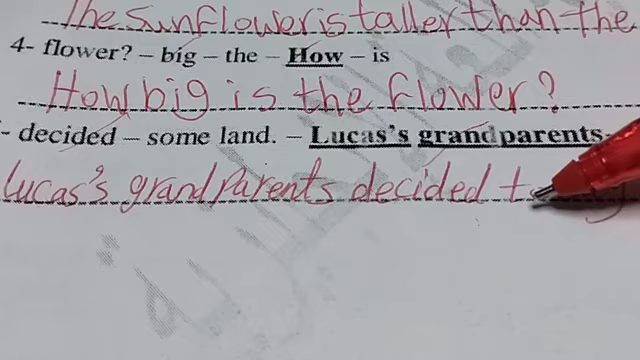 The sunflower is taller than the
4- flower? – big – the – How – is
How big is the flower?
- decided – some land. – Lucas's grandparents
Lucas's grandparents decided t